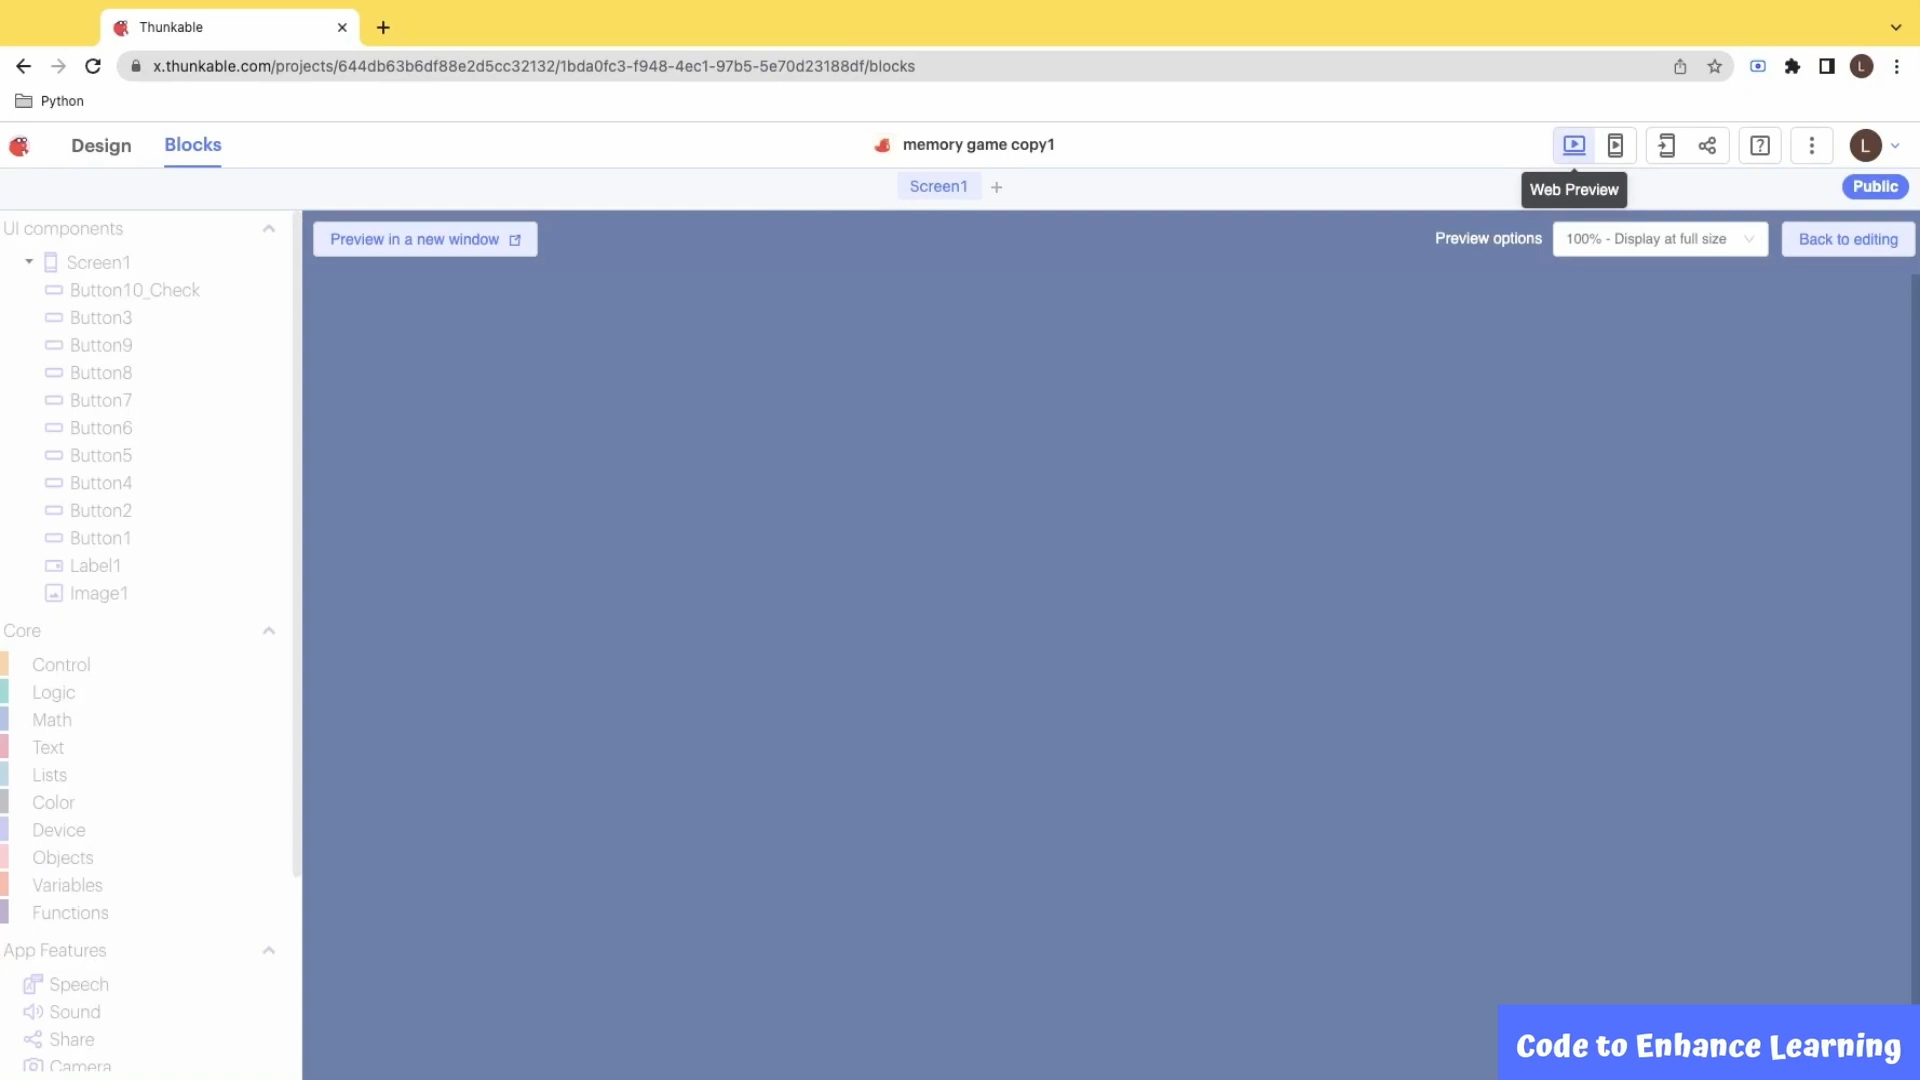 Thunkable
x.thunkable.com/projects/644db63b6df88e2d5cc32132/1bda0fc3-f948-4ec1-97b5-5e70d23188df/blocks
L
Python
Design
Blocks
memory game copy1
L
Screen1
Web Preview
Public
UI components
Preview in a new window
Preview options
100% - Display at full size
Back to editing
Screen1
Button10_Check
Button3
Button9
Button8
Button7
Button6
Button5
Button4
Button2
Button1
Label1
Image1
Core
Control
Logic
Math
Text
Lists
Color
Device
Objects
Variables
Functions
App Features
Speech
Sound
Share
Camera
Code to Enhance Learning